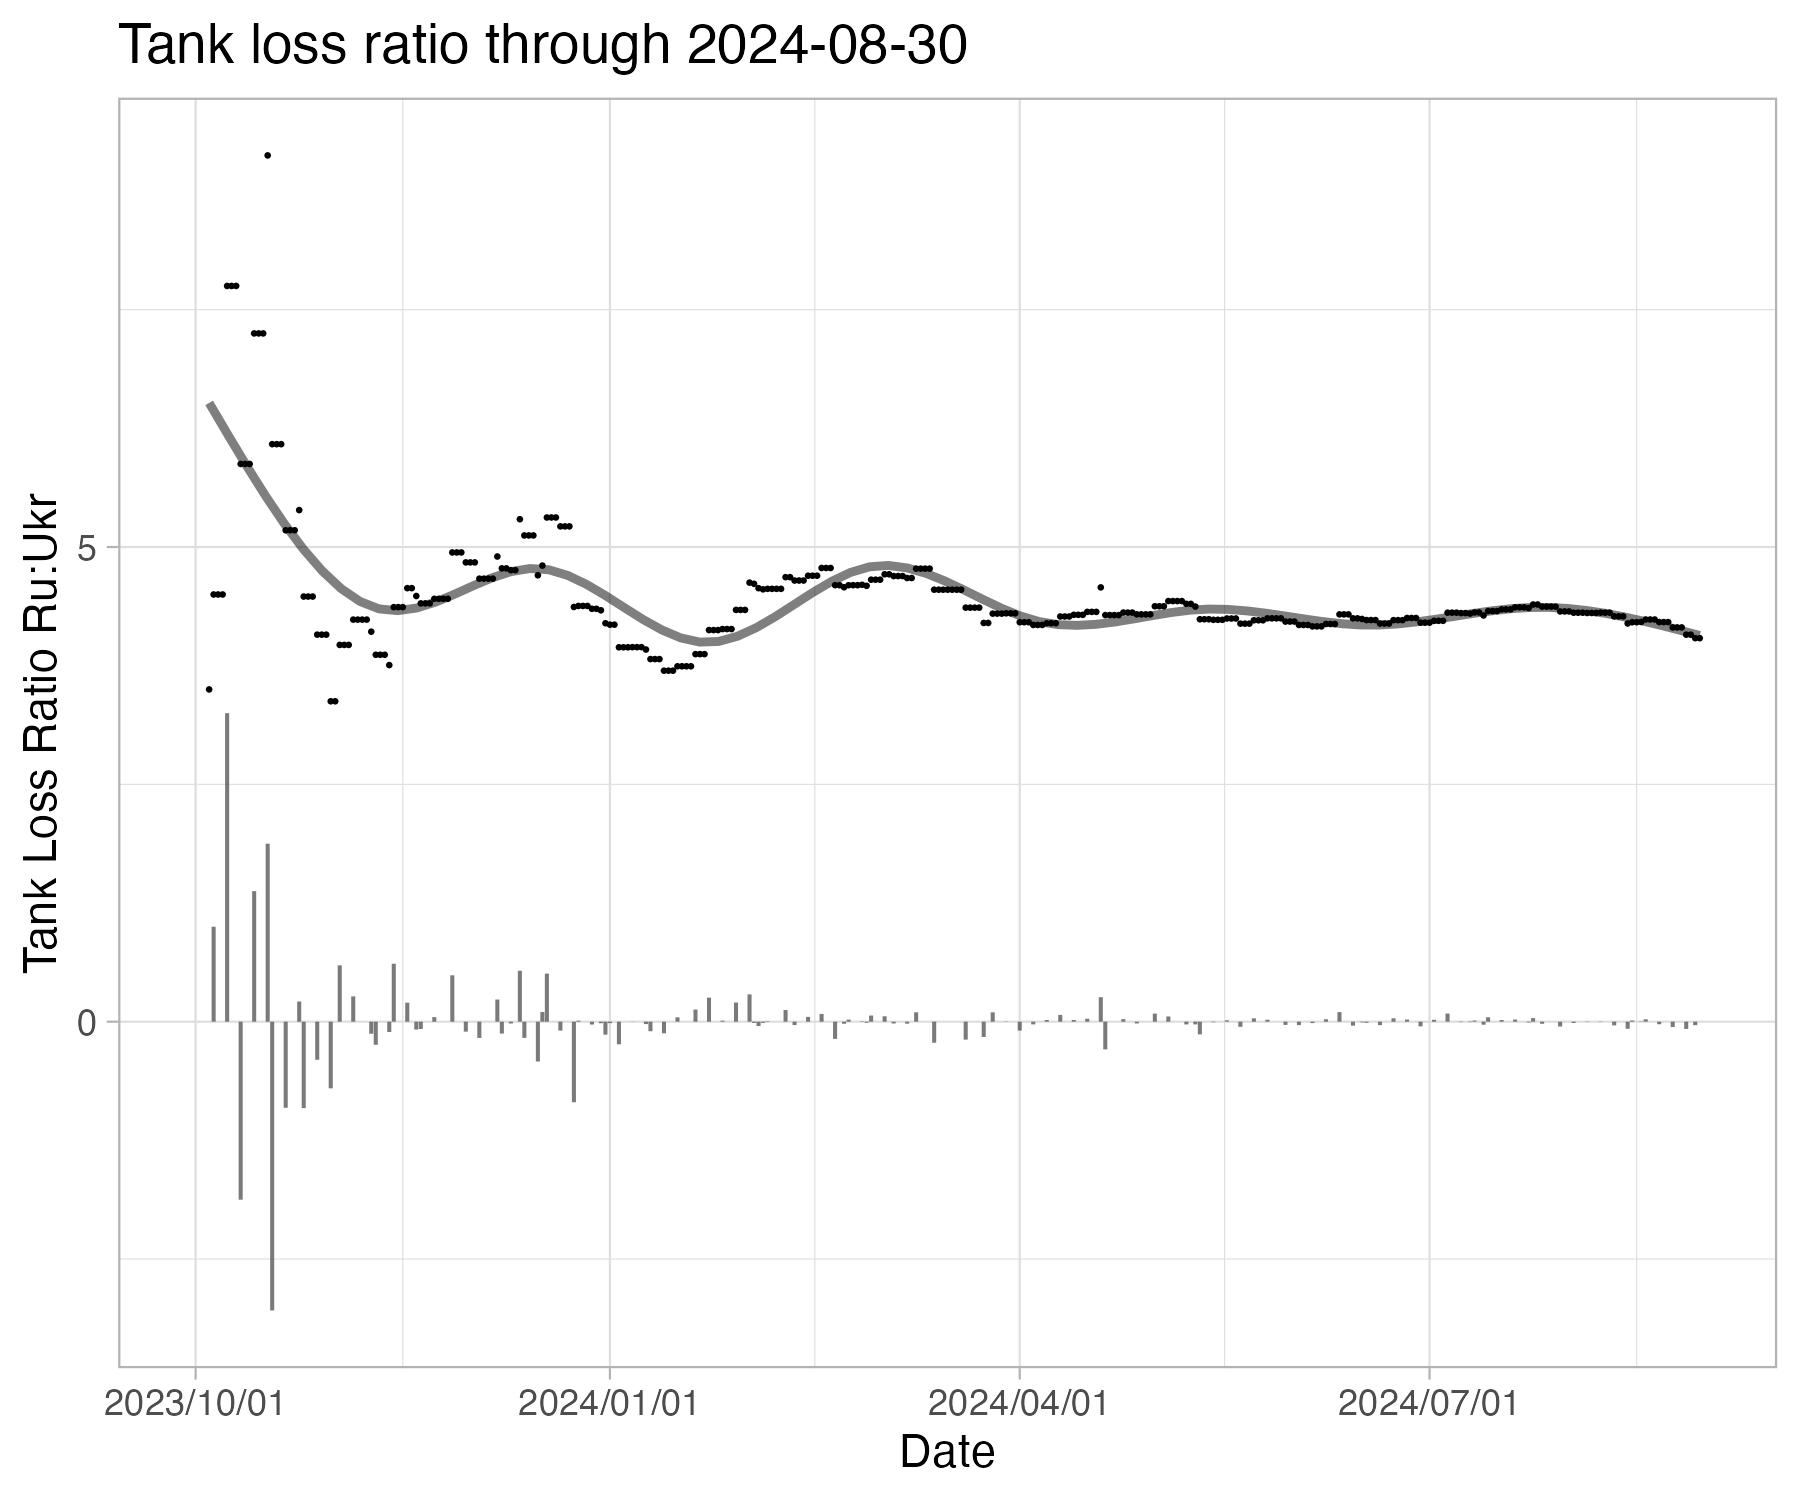 Tank loss ratio through 2024-08-30
Tank Loss Ratio Ru:Ukr
5
0
2023/10/01
2024/01/01
2024/04/01
2024/07/01
Date